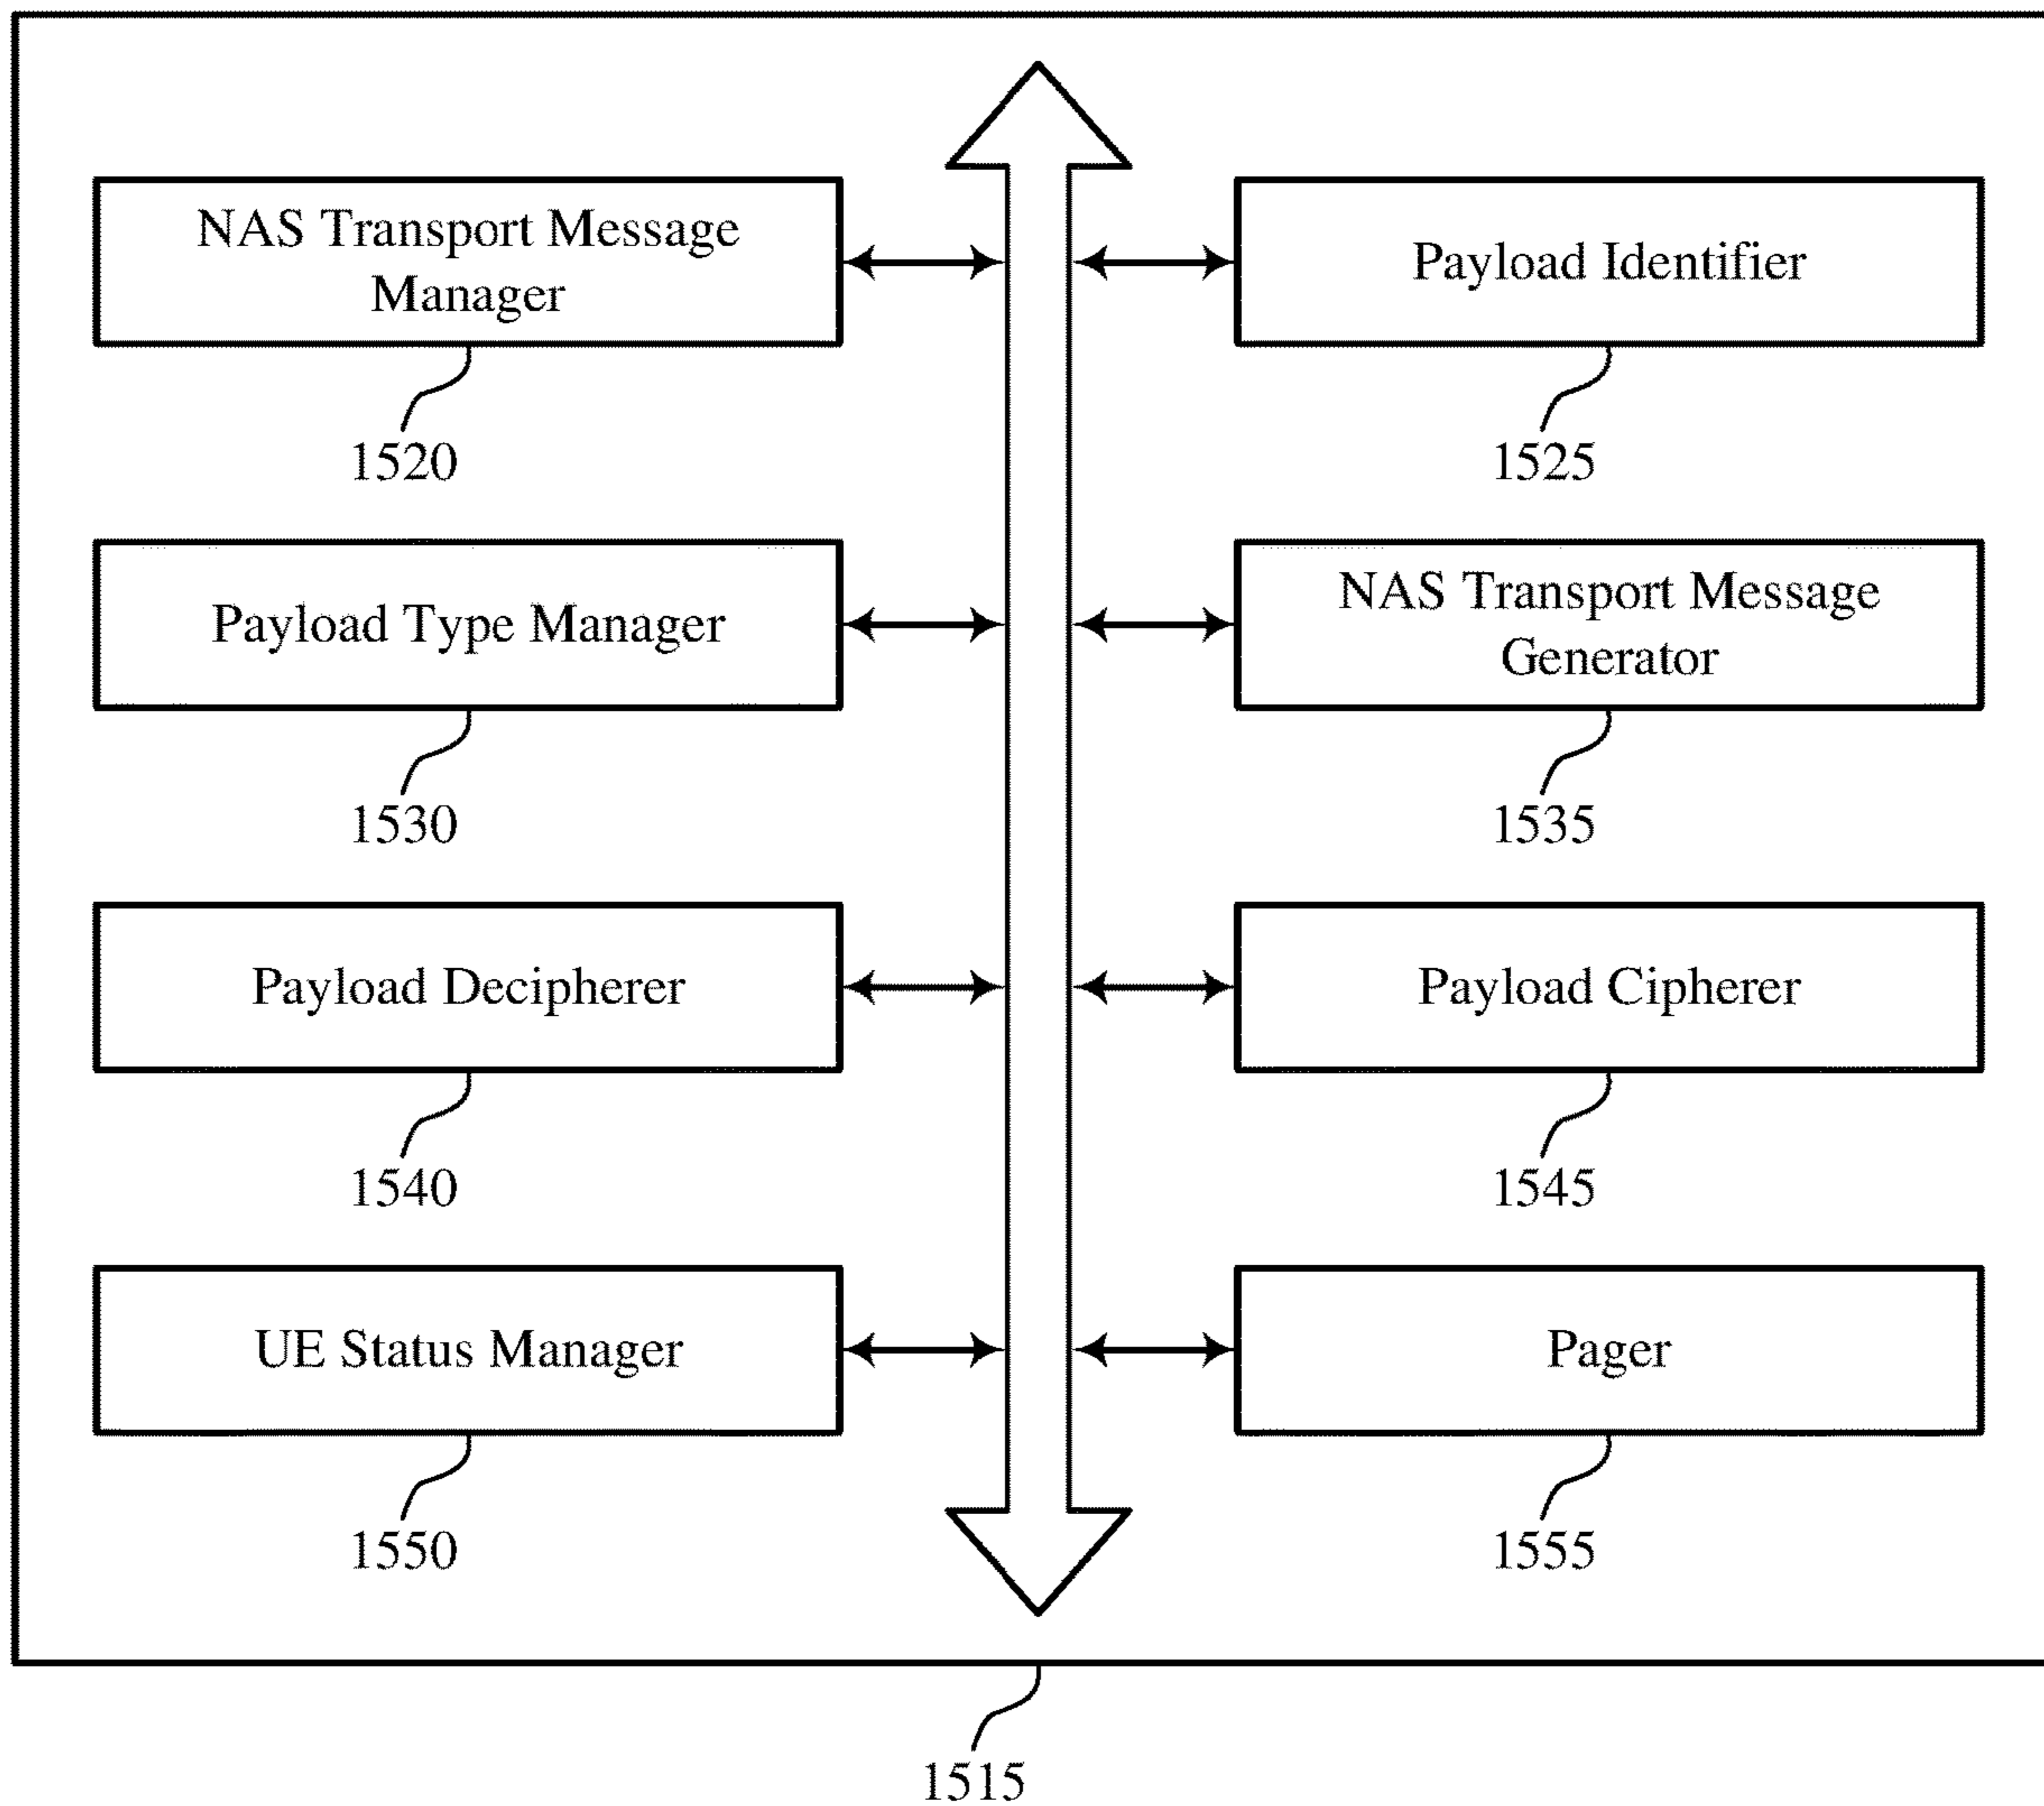 NAS Transport Message
Manager
1520
Payload Identifier
1525
Payload Type Manager
1530
NAS Transport Message
Generator
1535
Payload Decipherer
1540
Payload Cipherer
1545
UE Status Manager
1550
Pager
1555
1515